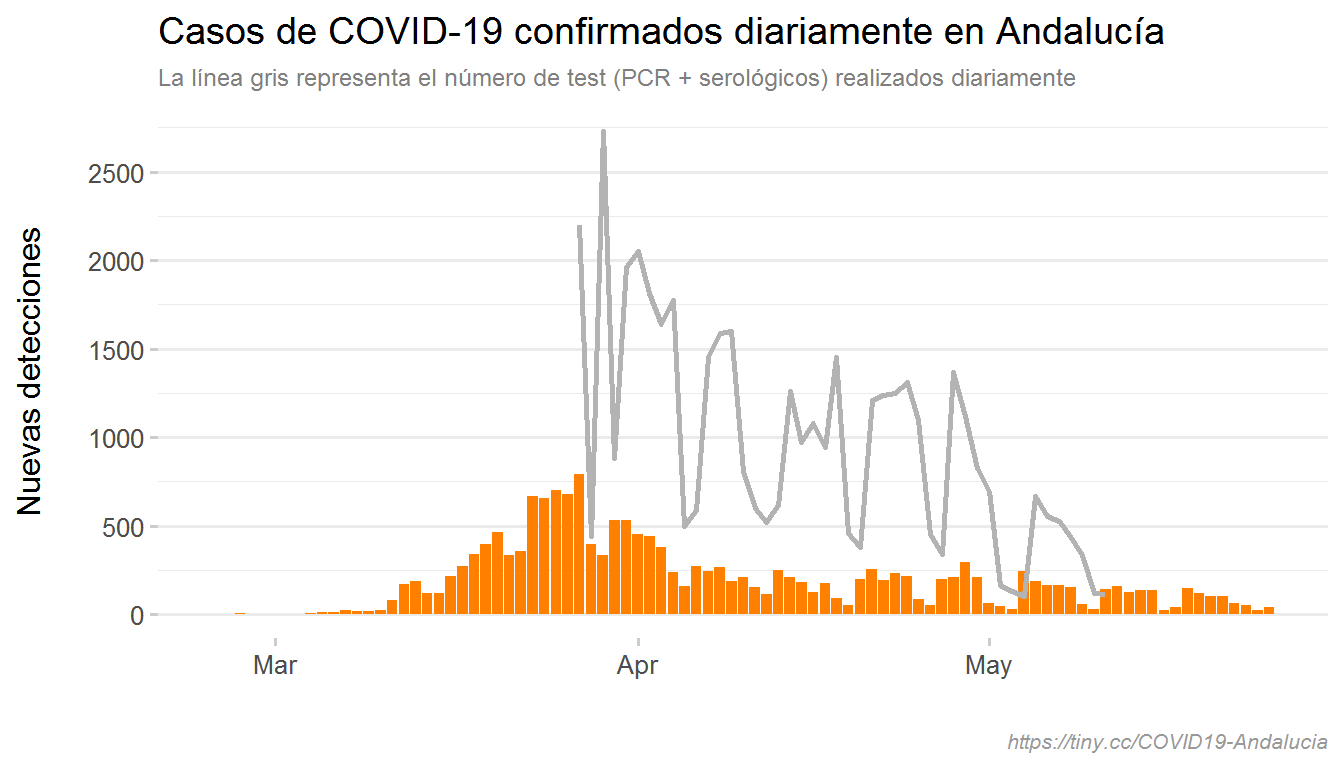 Casos de COVID-19 confirmados diariamente en Andalucía
La línea gris representa el número de test (PCR + serológicos) realizados diariamente
Nuevas detecciones
2500
2000
1500
1000
500
0
Mar Apr May
https://tiny.cc/COVID19-Andalucia